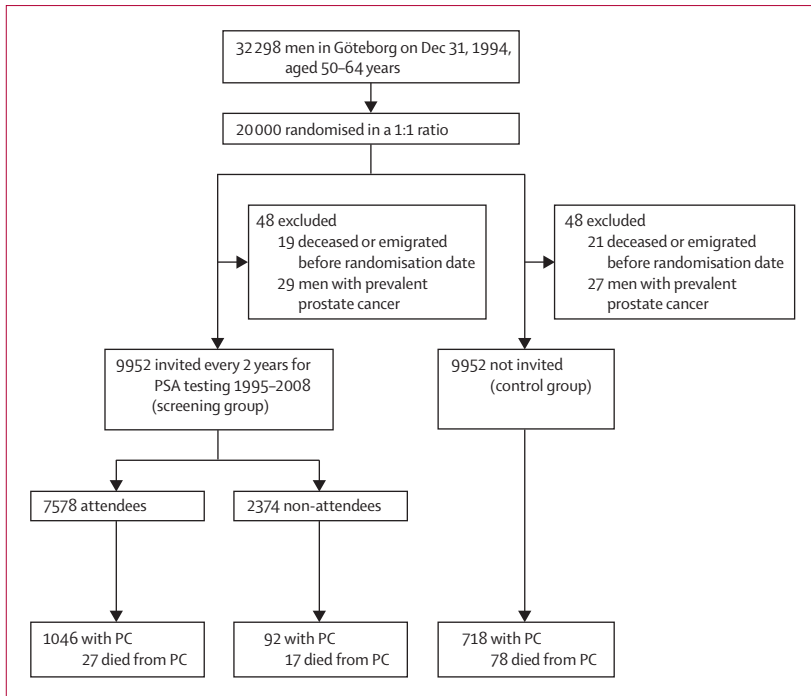 32 298 men in Göteborg on Dec 31, 1994,
aged 50–64 years
20 000 randomised in a 1:1 ratio
48 excluded
19 deceased or emigrated
before randomisation date
29 men with prevalent
prostate cancer
48 excluded
21 deceased or emigrated
before randomisation date
27 men with prevalent
prostate cancer
9952 invited every 2 years for
PSA testing 1995–2008
(screening group)
9952 not invited
(control group)
7578 attendees
2374 non-attendees
1046 with PC
27 died from PC
92 with PC
17 died from PC
718 with PC
78 died from PC